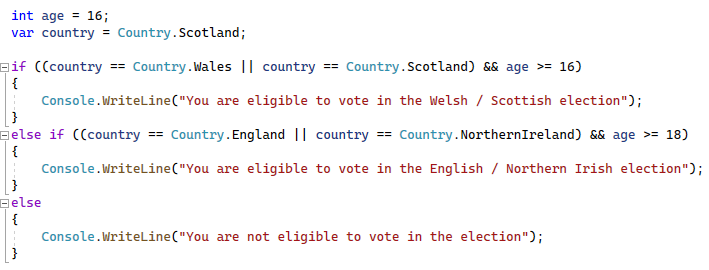 int age = 16;
var country = Country.Scotland;

if ((country == Country.Wales || country == Country.Scotland) && age >= 16)
{
    Console.WriteLine("You are eligible to vote in the Welsh / Scottish election");
}
else if ((country == Country.England || country == Country.NorthernIreland) && age >= 18)
{
    Console.WriteLine("You are eligible to vote in the English / Northern Irish election");
}
else
{
    Console.WriteLine("You are not eligible to vote in the election");
}